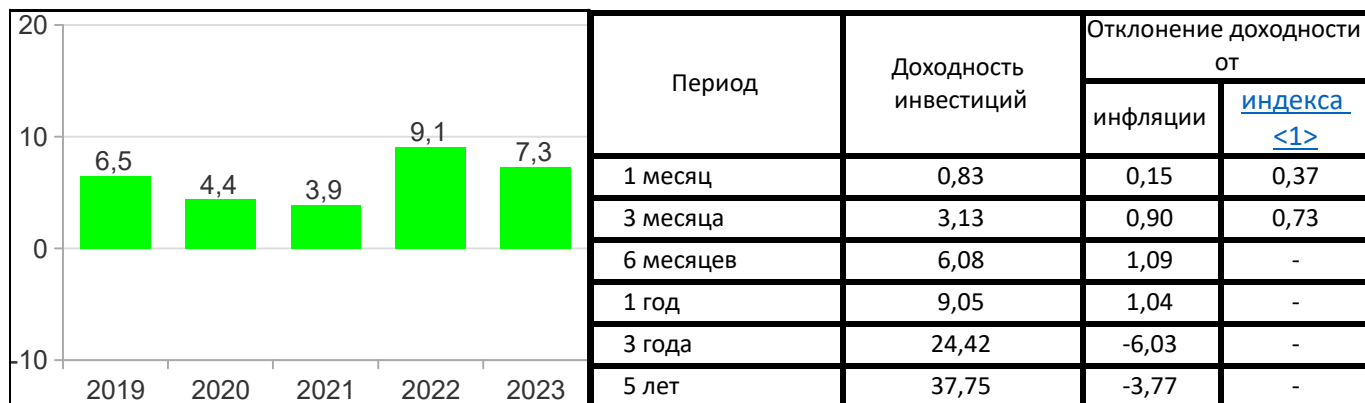 20
10
0
-10
6,5
4,4
3,9
9,1
7,3
2019 2020 2021 2022 2023
Период
Доходность
инвестиций
Отклонение доходности
от
инфляции
индекса
<1>
1 месяц 0,83 0,15 0,37
3 месяца 3,13 0,90 0,73
6 месяцев 6,08 1,09 -
1 год 9,05 1,04 -
3 года 24,42 -6,03 -
5 лет 37,75 -3,77 -